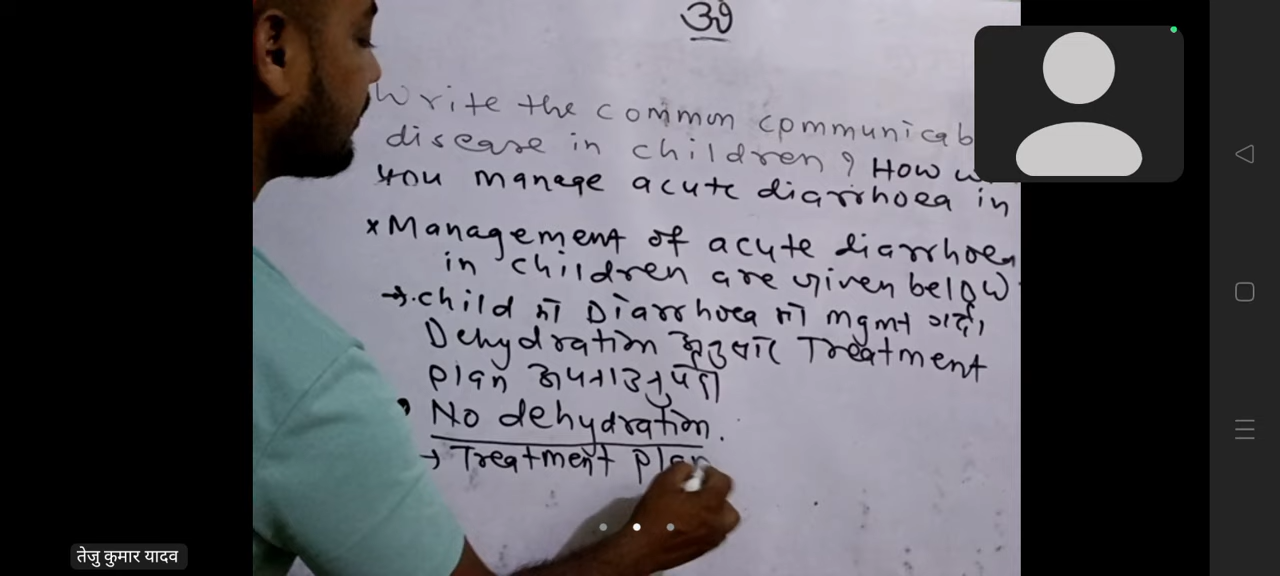 Write the common communicab
disease in children ? How w
you manage acute diarrhoea in
x Management of acute diarrhoea
in children are given below
→ . child को Diarrhoea को mgmt गर्दा
Dehydration अनुसार Treatment
plan अपनाउनुपर्छ
• No dehydration.
→ Treatment plan
तेजु कुमार यादव